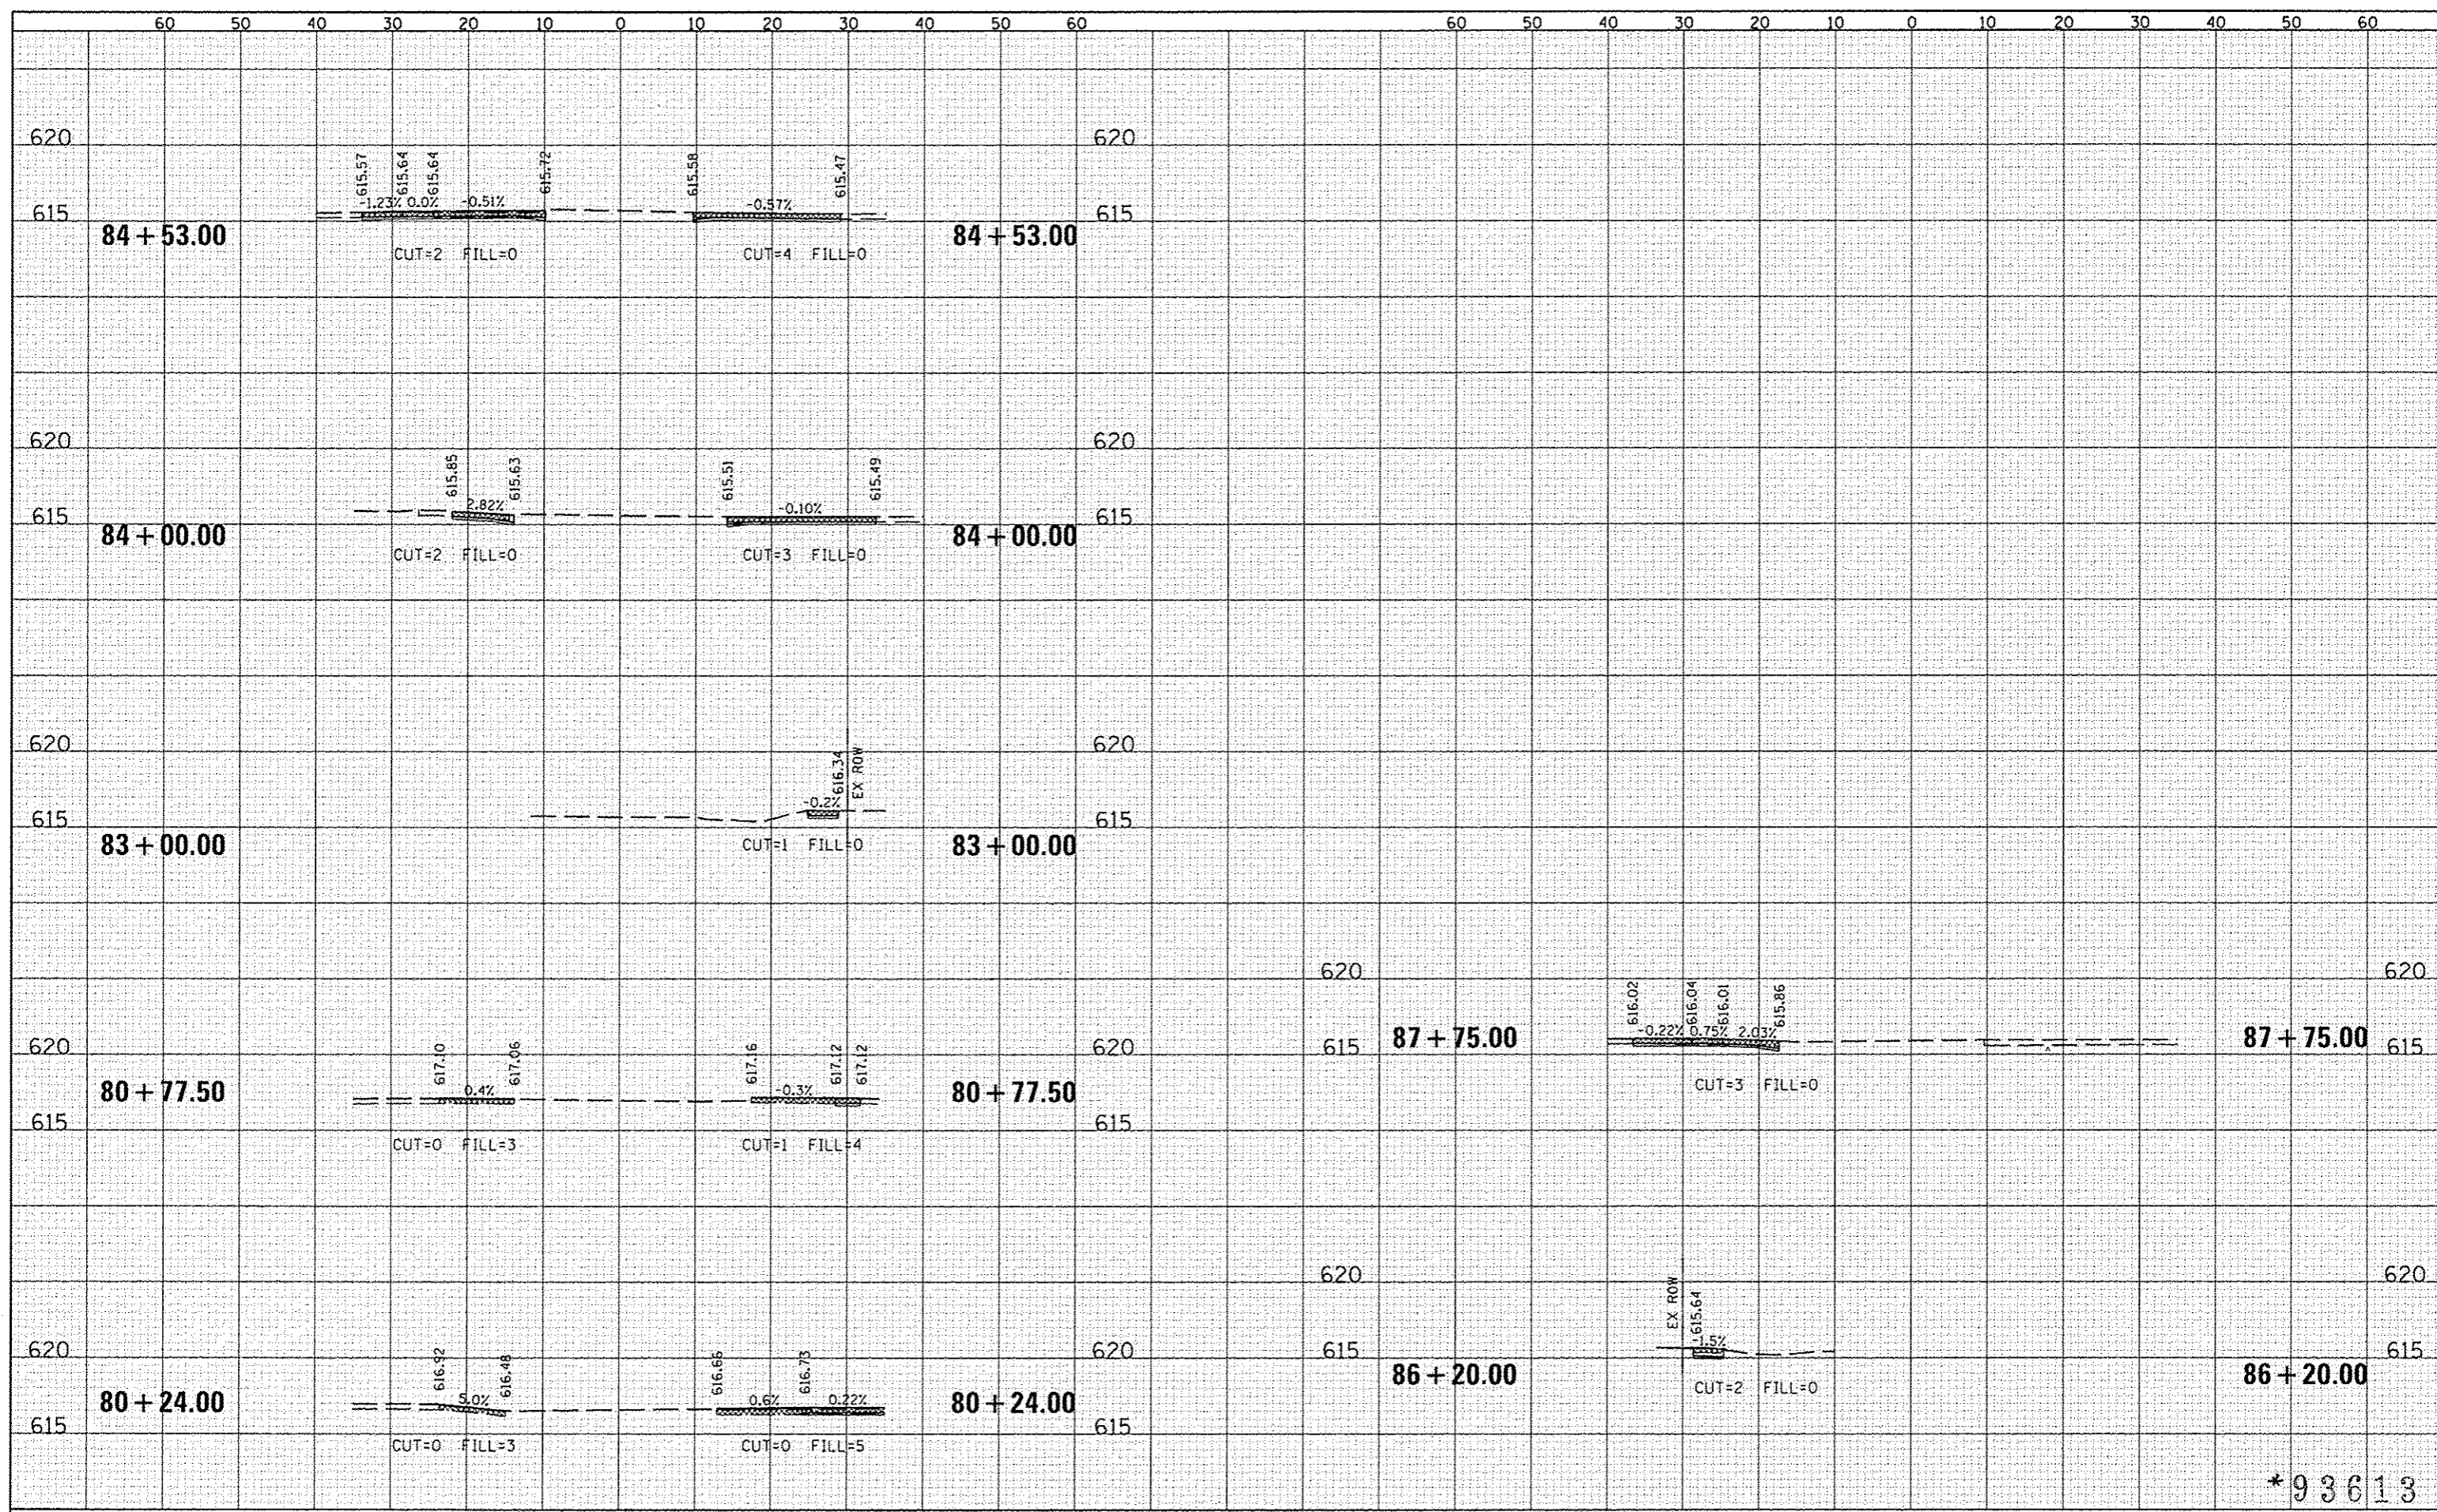 60 50 40 30 20 10 0 10 20 30 40 50 60 60 50 40 30 20 10 0 10 20 30 40 50 60
620 620
615.57 615.64 615.64 615.72 615.58 615.47
-1.23% 0.0% -0.51% -0.57%
615 615
84+53.00 84+53.00
CUT=2 FILL=0 CUT=4 FILL=0
620 620
615.85 615.63 615.51 615.49
2.82% -0.10%
615 615
84+00.00 84+00.00
CUT=2 FILL=0 CUT=3 FILL=0
620 620
616.34 EX ROW
-0.2%
615 615
83+00.00 83+00.00
CUT=1 FILL=0
620 620
616.02 616.04 616.01 615.86
-0.22% 0.75% 2.03%
87+75.00 87+75.00
615 615
CUT=3 FILL=0
620 620
617.10 617.06 617.16 617.12 617.12
80+77.50 80+77.50
0.4% -0.3%
615 615
CUT=0 FILL=3 CUT=1 FILL=4
620 620
EX ROW 615.64
-1.5%
615 615
86+20.00 86+20.00
CUT=2 FILL=0
620 620
616.92 616.48 616.66 616.73
80+24.00 80+24.00
5.0% 0.6% 0.22%
615 615
CUT=0 FILL=3 CUT=0 FILL=5
*93613